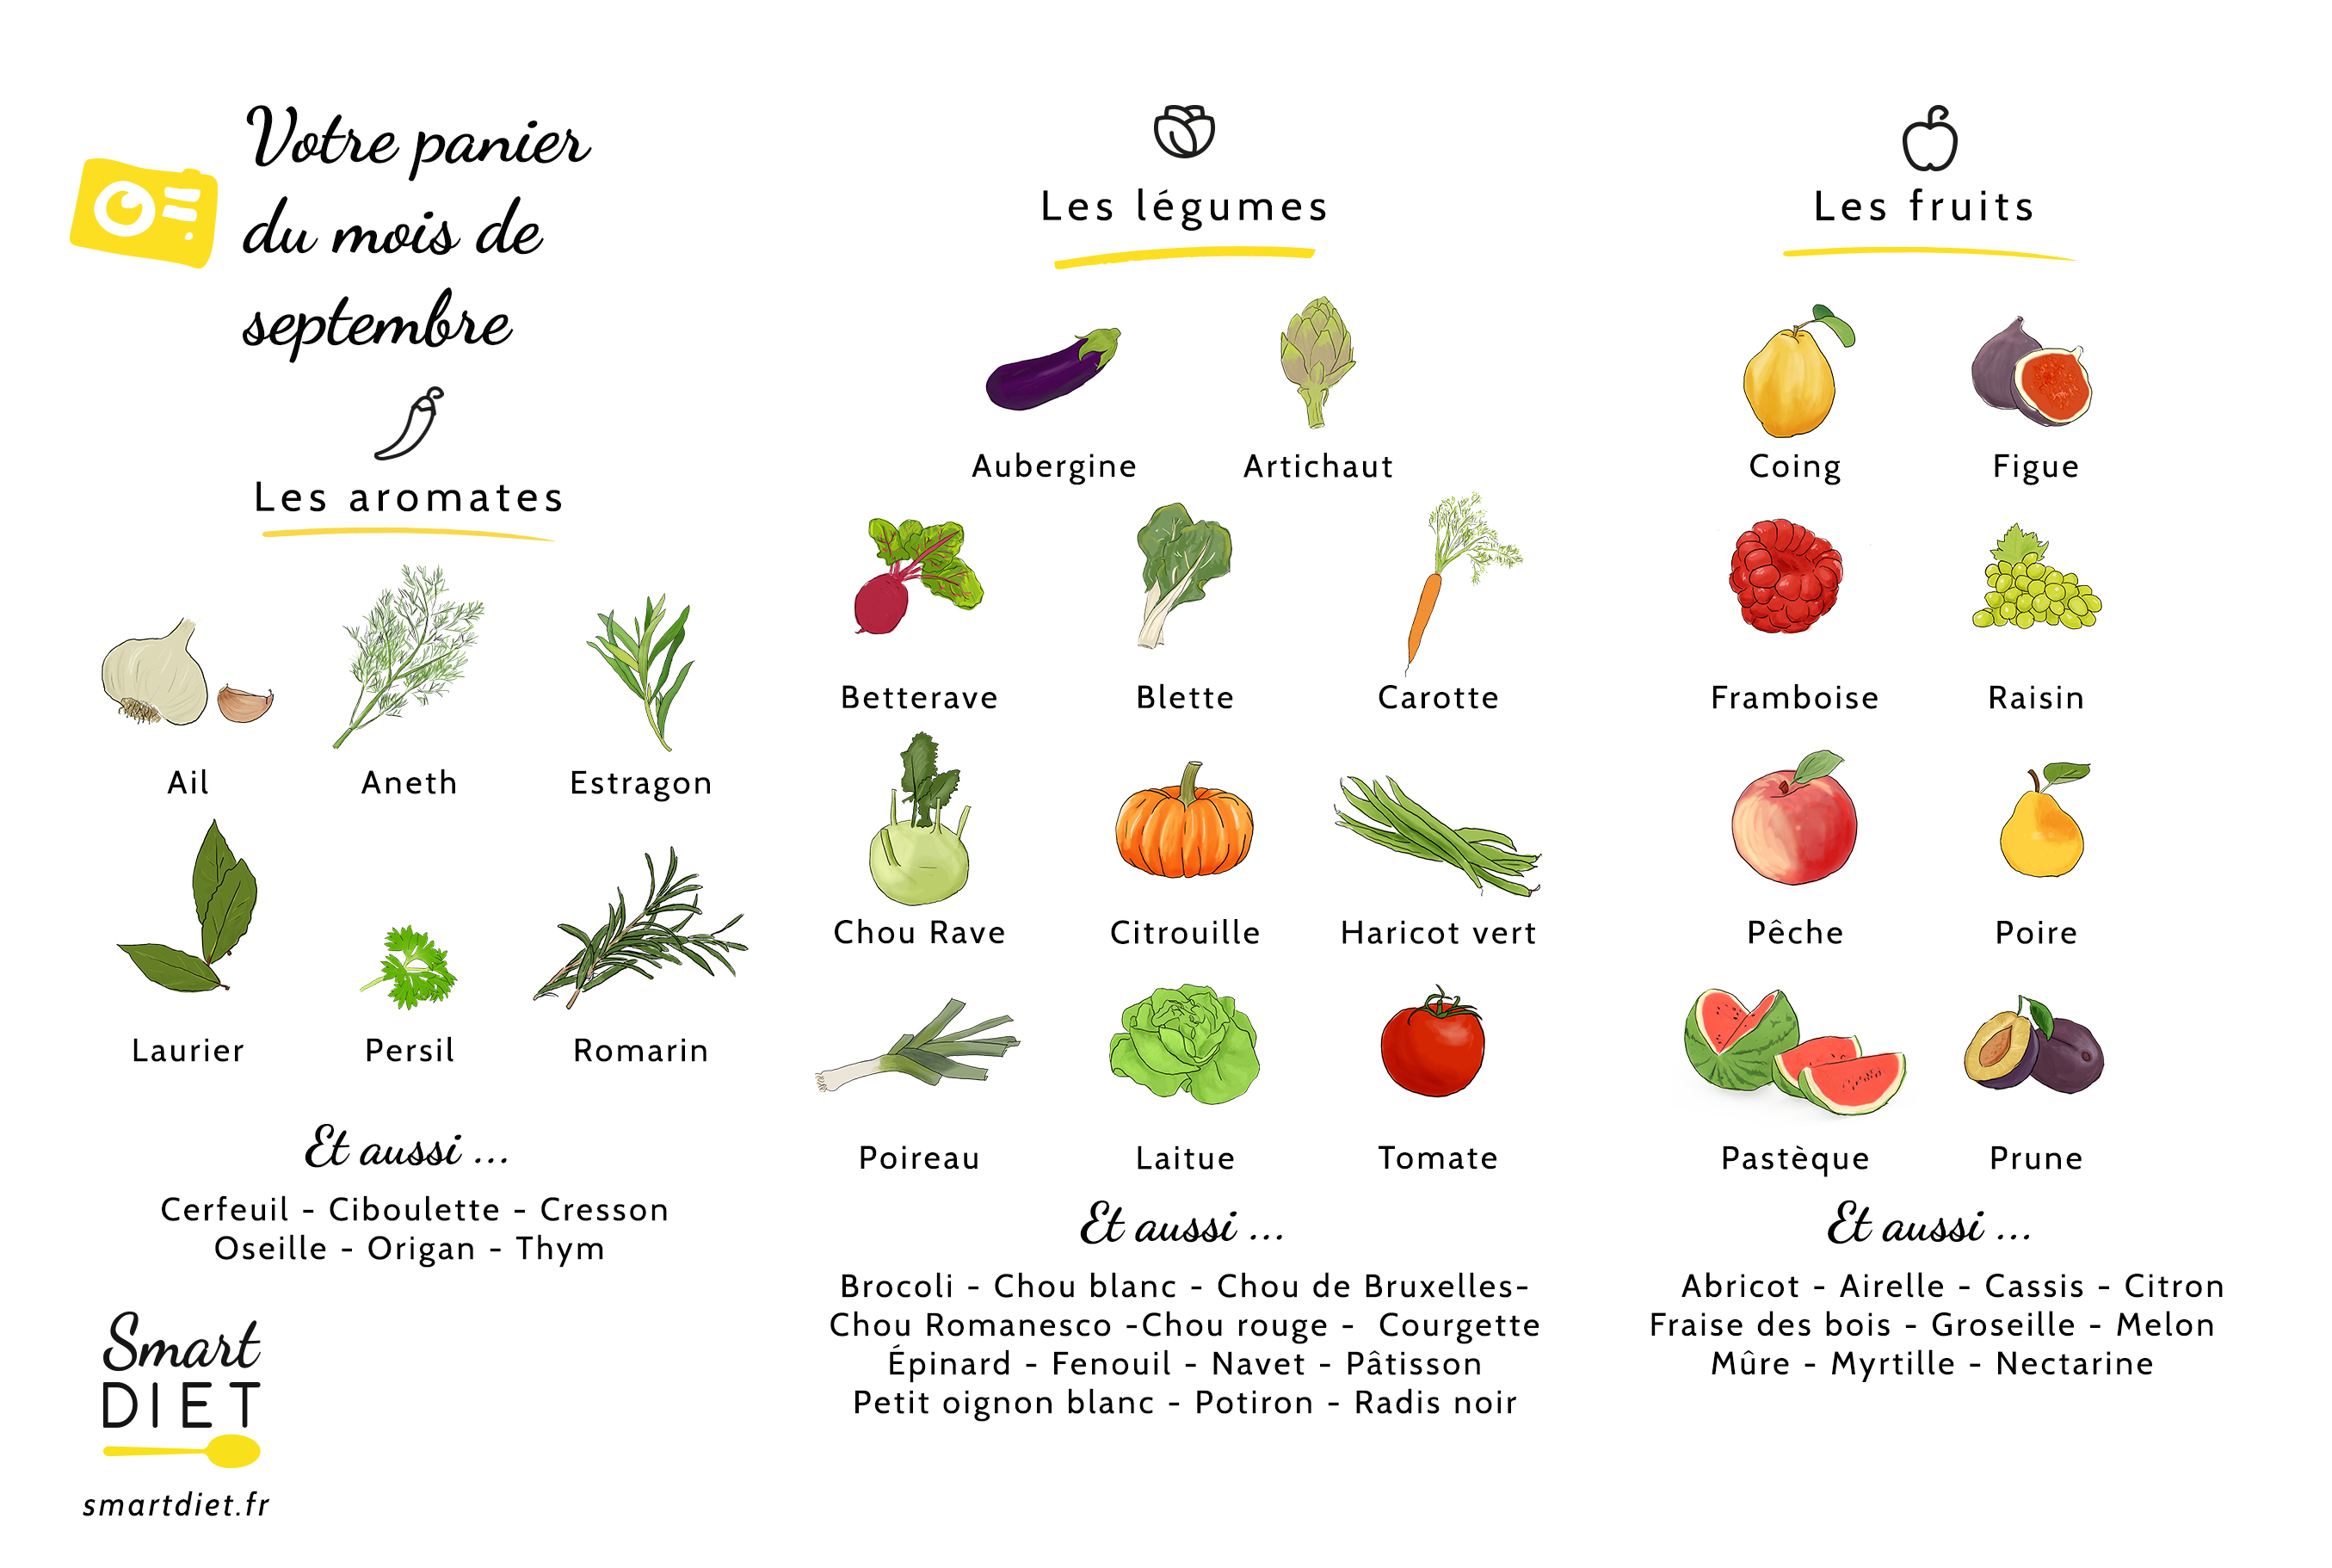 Votre panier
du mois de
septembre
Les aromates
Ail Aneth Estragon
Laurier Persil Romarin
Et aussi ...
Cerfeuil - Ciboulette - Cresson
Oseille - Origan - Thym
Smart
DIET
smartdiet.fr
Les légumes
Aubergine Artichaut
Betterave Blette Carotte
Chou Rave Citrouille Haricot vert
Poireau Laitue Tomate
Et aussi ...
Brocoli - Chou blanc - Chou de Bruxelles-
Chou Romanesco -Chou rouge - Courgette
Épinard - Fenouil - Navet - Pâtisson
Petit oignon blanc - Potiron - Radis noir
Les fruits
Coing Figue
Framboise Raisin
Pêche Poire
Pastèque Prune
Et aussi ...
Abricot - Airelle - Cassis - Citron
Fraise des bois - Groseille - Melon
Mûre - Myrtille - Nectarine